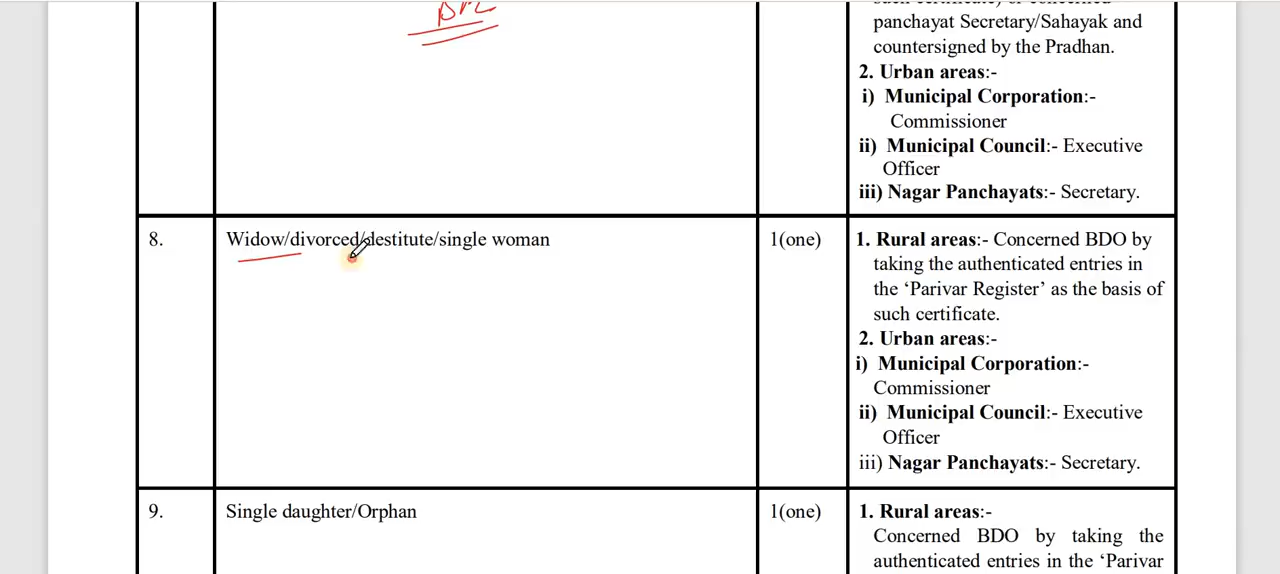 BPL
panchayat Secretary/Sahayak and
countersigned by the Pradhan.
2. Urban areas:-
i) Municipal Corporation:-
Commissioner
ii) Municipal Council:- Executive
Officer
iii) Nagar Panchayats:- Secretary.
8.
Widow/divorced/destitute/single woman
1(one)
1. Rural areas:- Concerned BDO by
taking the authenticated entries in
the ‘Parivar Register’ as the basis of
such certificate.
2. Urban areas:-
i) Municipal Corporation:-
Commissioner
ii) Municipal Council:- Executive
Officer
iii) Nagar Panchayats:- Secretary.
9.
Single daughter/Orphan
1(one)
1. Rural areas:-
Concerned BDO by taking the
authenticated entries in the ‘Parivar